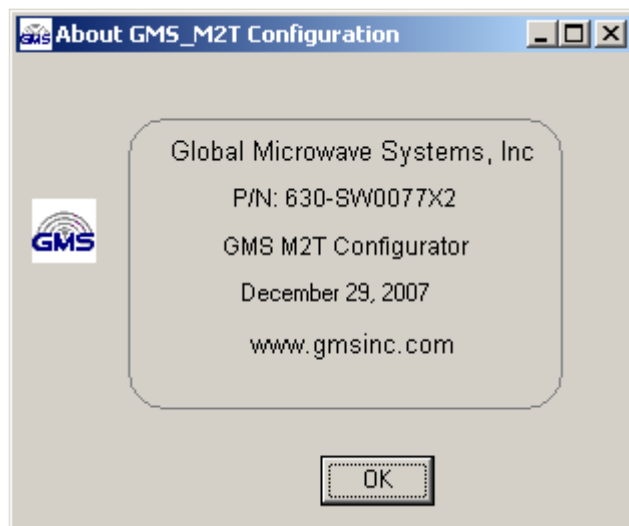 GMS About GMS_M2T Configuration
Global Microwave Systems, Inc
P/N: 630-SW0077X2
GMS
GMS M2T Configurator
December 29, 2007
www.gmsinc.com
OK